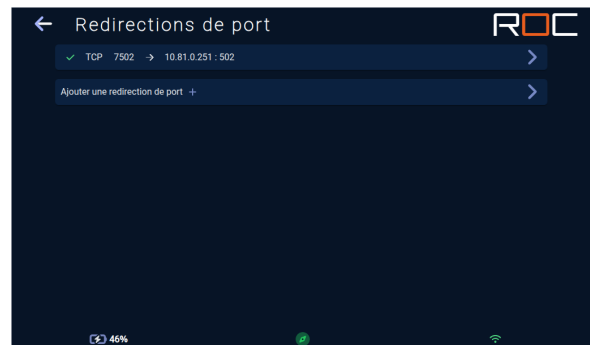 Redirections de port
ROC
TCP 7502 → 10.81.0.251 : 502
Ajouter une redirection de port +
46%